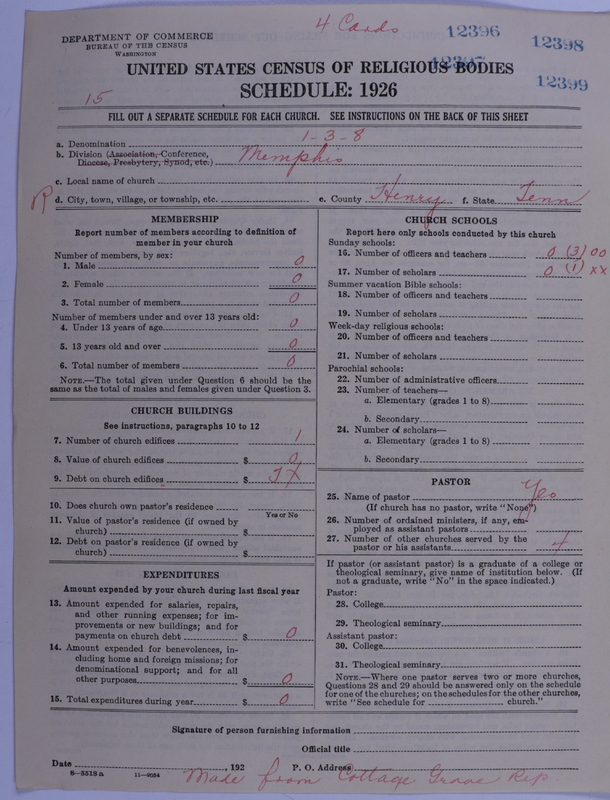 4 Cards
12396
12398
12399
DEPARTMENT OF COMMERCE
BUREAU OF THE CENSUS
WASHINGTON
UNITED STATES CENSUS OF RELIGIOUS BODIES
SCHEDULE: 1926
15
FILL OUT A SEPARATE SCHEDULE FOR EACH CHURCH. SEE INSTRUCTIONS ON THE BACK OF THIS SHEET
a. Denomination 1-3-8
b. Division (Association, Conference, Diocese, Presbytery, Synod, etc.) Memphis
c. Local name of church
R d. City, town, village, or township, etc. e. County Henry f. State Tenn
MEMBERSHIP
Report number of members according to definition of
member in your church
Number of members, by sex:
1. Male 0
2. Female 0
3. Total number of members 0
Number of members under and over 13 years old:
4. Under 13 years of age 0
5. 13 years old and over 0
6. Total number of members 0
NOTE.—The total given under Question 6 should be the
same as the total of males and females given under Question 3.
CHURCH BUILDINGS
See instructions, paragraphs 10 to 12
7. Number of church edifices 1
8. Value of church edifices $ 0
9. Debt on church edifices $
10. Does church own pastor's residence
Yes or No
11. Value of pastor's residence (if owned by
church) $
12. Debt on pastor's residence (if owned by
church) $
EXPENDITURES
Amount expended by your church during last fiscal year
13. Amount expended for salaries, repairs,
and other running expenses; for im-
provements or new buildings; and for
payments on church debt $ 0
14. Amount expended for benevolences, in-
cluding home and foreign missions; for
denominational support; and for all
other purposes $ 0
15. Total expenditures during year $ 0
CHURCH SCHOOLS
Report here only schools conducted by this church
Sunday schools:
16. Number of officers and teachers 0 (3) 00
17. Number of scholars 0 (1) XX
Summer vacation Bible schools:
18. Number of officers and teachers
19. Number of scholars
Week-day religious schools:
20. Number of officers and teachers
21. Number of scholars
Parochial schools:
22. Number of administrative officers
23. Number of teachers—
a. Elementary (grades 1 to 8)
b. Secondary
24. Number of scholars—
a. Elementary (grades 1 to 8)
b. Secondary
PASTOR
25. Name of pastor Yes
(If church has no pastor, write "None")
26. Number of ordained ministers, if any, em-
ployed as assistant pastors
27. Number of other churches served by the
pastor or his assistants 4
If pastor (or assistant pastor) is a graduate of a college or
theological seminary, give name of institution below. (If
not a graduate, write "No" in the space indicated.)
Pastor:
28. College
29. Theological seminary
Assistant pastor:
30. College
31. Theological seminary
NOTE.—Where one pastor serves two or more churches,
Questions 28 and 29 should be answered only on the schedule
for one of the churches; on the schedules for the other churches,
write "See schedule for church."
Signature of person furnishing information
Official title
Date , 192 P. O. Address
8-5518 a 11-9054
Made from Cottage Grove Rep.